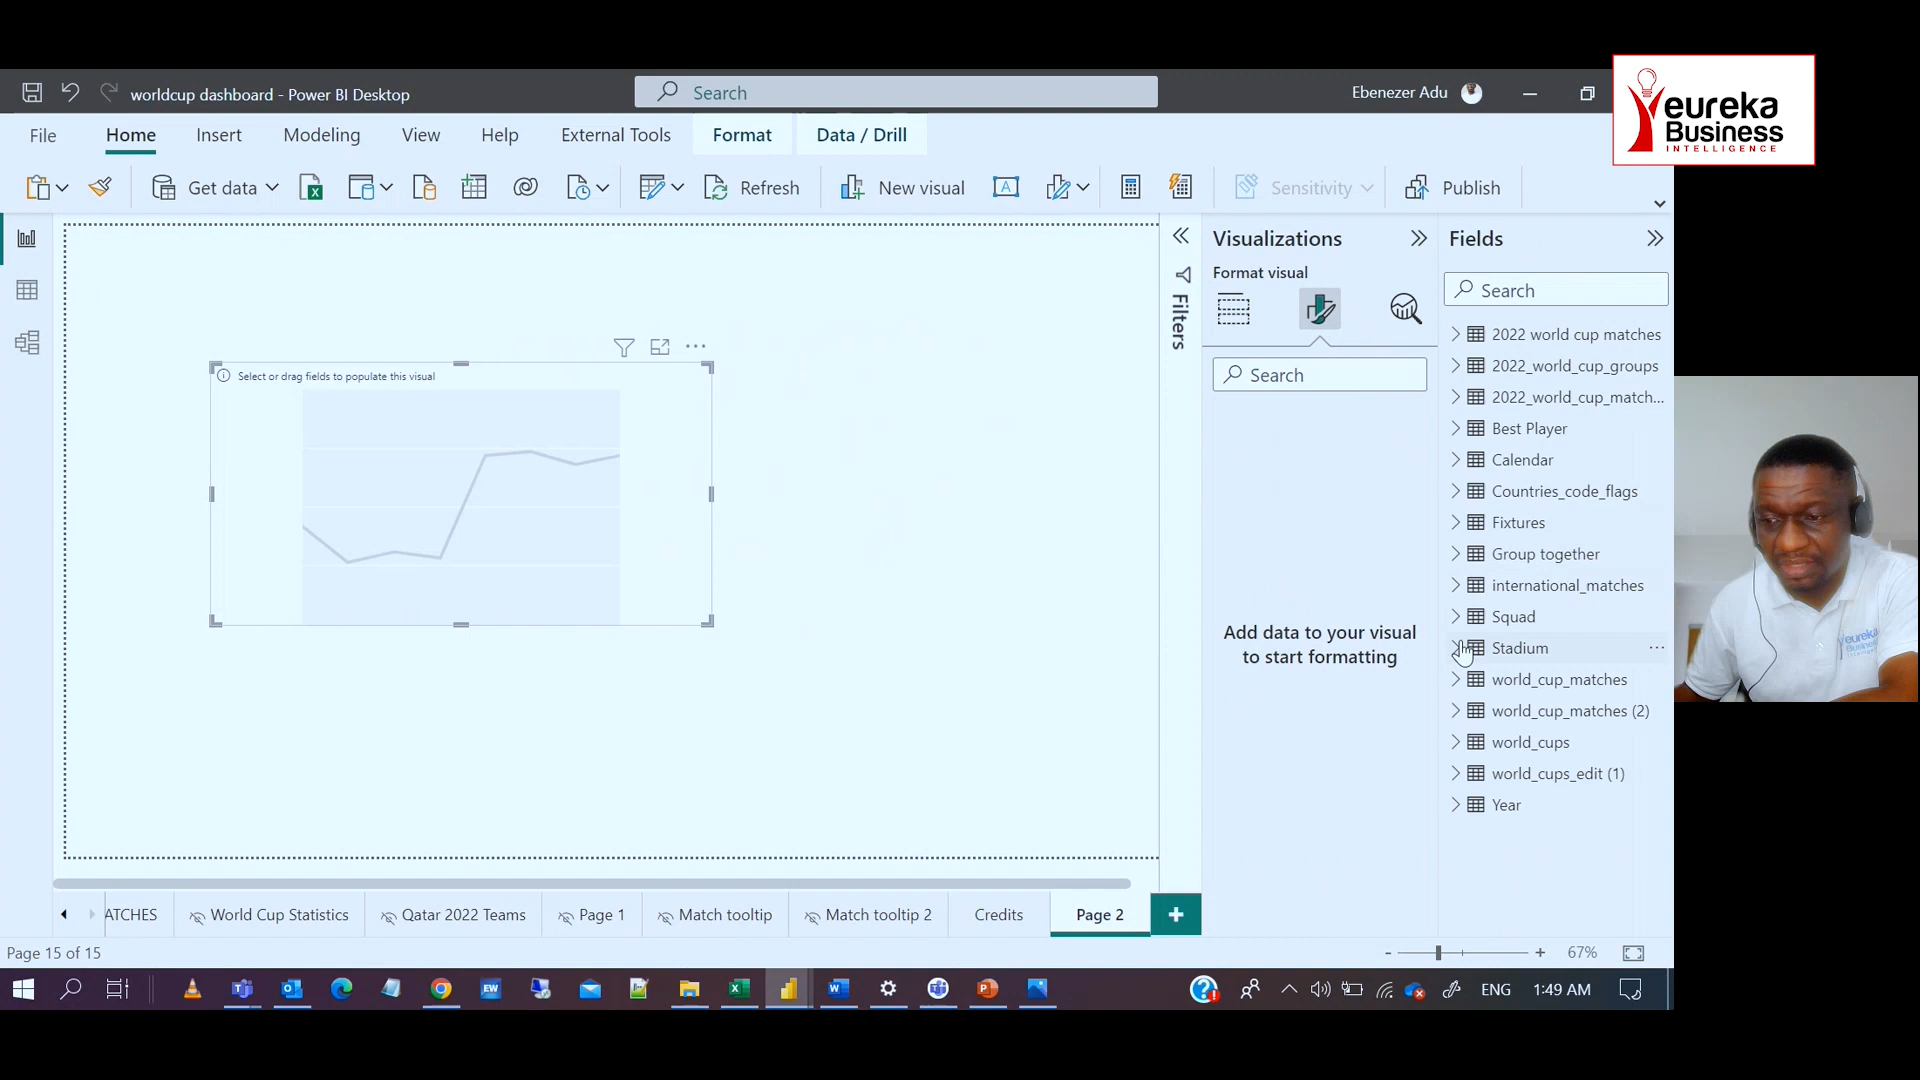 worldcup dashboard - Power BI Desktop
Search
Ebenezer Adu
eureka
Business
INTELLIGENCE
File
Home
Insert
Modeling
View
Help
External Tools
Format
Data / Drill
Get data
Refresh
New visual
Sensitivity
Publish
Select or drag fields to populate this visual
Filters
Visualizations
Format visual
Search
Add data to your visual
to start formatting
Fields
Search
2022 world cup matches
2022_world_cup_groups
2022_world_cup_match...
Best Player
Calendar
Countries_code_flags
Fixtures
Group together
international_matches
Squad
Stadium
world_cup_matches
world_cup_matches (2)
world_cups
world_cups_edit (1)
Year
eureka
Business
ATCHES
World Cup Statistics
Qatar 2022 Teams
Page 1
Match tooltip
Match tooltip 2
Credits
Page 2
Page 15 of 15
67%
EW
ENG
1:49 AM